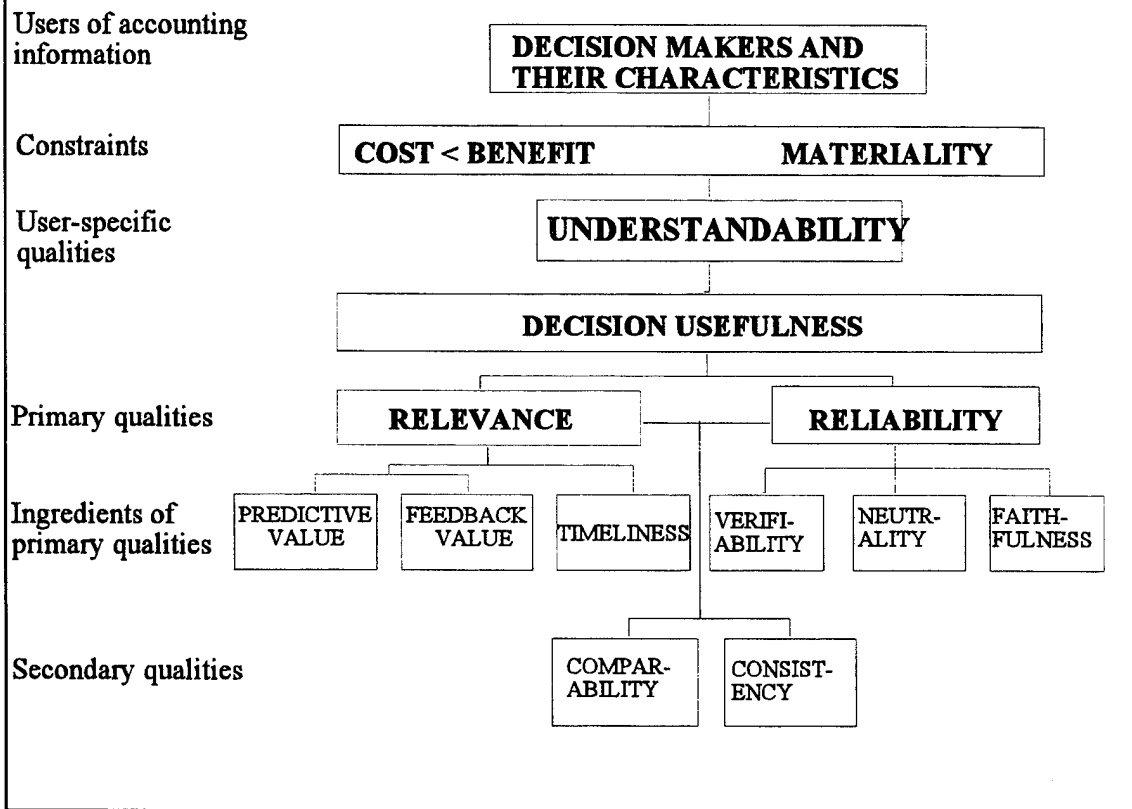 Users of accounting
information
DECISION MAKERS AND
THEIR CHARACTERISTICS
Constraints
COST < BENEFIT MATERIALITY
User-specific
qualities
UNDERSTANDABILITY
DECISION USEFULNESS
Primary qualities
RELEVANCE
RELIABILITY
Ingredients of
primary qualities
PREDICTIVE
VALUE
FEEDBACK
VALUE
TIMELINESS
VERIFI-
ABILITY
NEUTR-
ALITY
FAITH-
FULNESS
Secondary qualities
COMPAR-
ABILITY
CONSIST-
ENCY